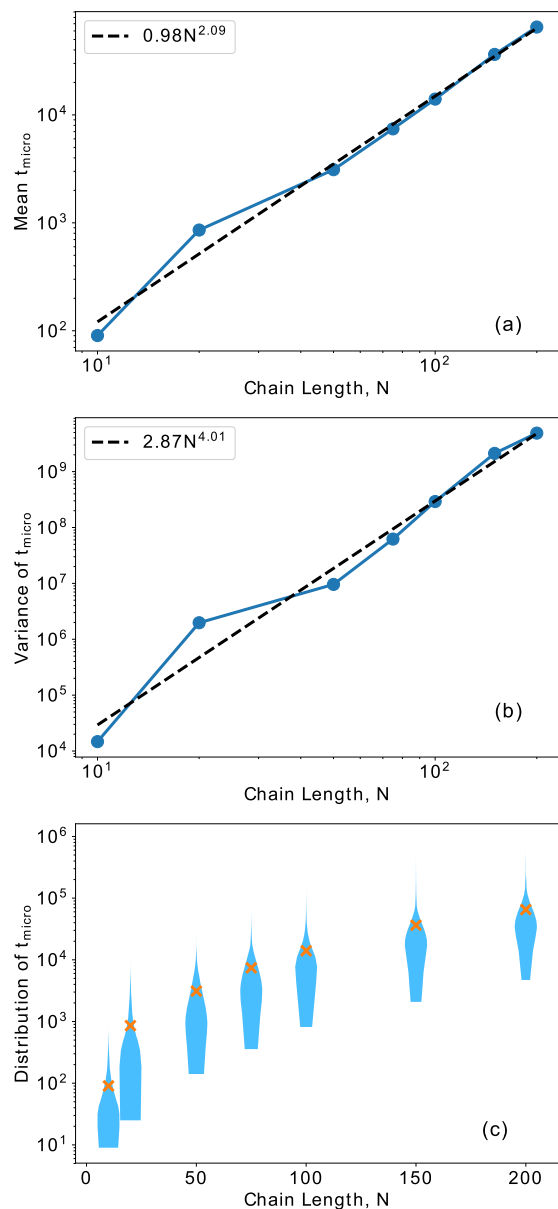 0.98N^2.09
10^4
10^3
10^2
Mean t_micro
(a)
10^1
10^2
Chain Length, N
2.87N^4.01
10^9
10^8
10^7
10^6
10^5
10^4
Variance of t_micro
(b)
10^1
10^2
Chain Length, N
10^6
10^5
10^4
10^3
10^2
10^1
Distribution of t_micro
(c)
0
50
100
150
200
Chain Length, N